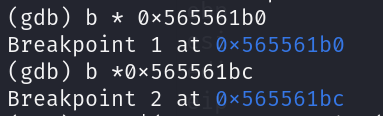 (gdb) b * 0×565561b0
Breakpoint 1 at 0×565561b0
(gdb) b *0×565561bc
Breakpoint 2 at 0×565561bc